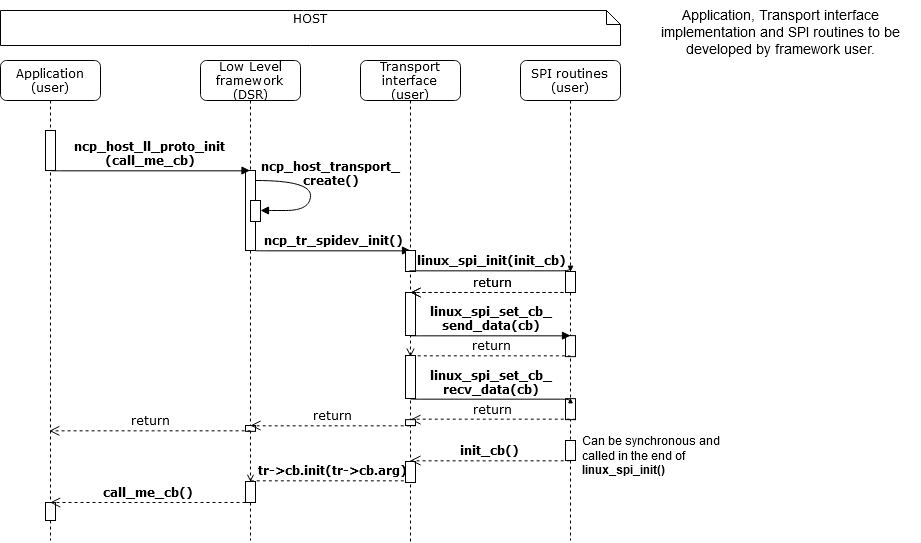 HOST
Application, Transport interface
implementation and SPI routines to be
developed by framework user.
Application
(user)
Low Level
framework
(DSR)
Transport
interface
(user)
SPI routines
(user)
ncp_host_ll_proto_init
(call_me_cb)
ncp_host_transport_
create()
ncp_tr_spidev_init()
linux_spi_init(init_cb)
return
linux_spi_set_cb_
send_data(cb)
return
linux_spi_set_cb_
recv_data(cb)
return
return
return
Can be synchronous and
called in the end of
linux_spi_init()
init_cb()
tr->cb.init(tr->cb.arg)
call_me_cb()